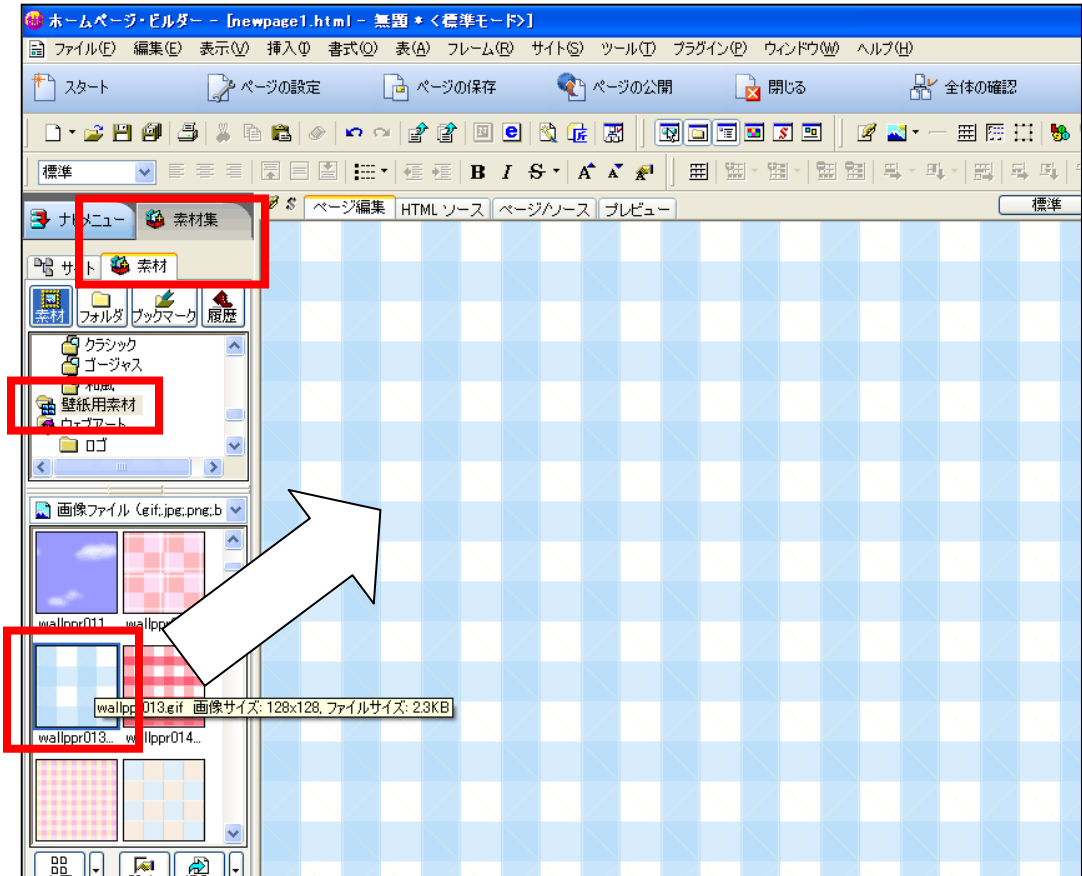 ホームページ・ビルダー - [newpage1.html - 無題 * <標準モード>]
ファイル(F) 編集(E) 表示(V) 挿入(I) 書式(O) 表(A) フレーム(R) サイト(S) ツール(T) プラグイン(P) ウィンドウ(W) ヘルプ(H)
スタート ページの設定 ページの保存 ページの公開 閉じる 全体の確認
標準 B I S A A
ナビメニュー 素材集 ページ編集 HTML ソース ページ/ソース プレビュー 標準
サイト 素材
素材 フォルダ ブックマーク 履歴
クラシック
ゴージャス
和風
壁紙用素材
ウェブアート
ロゴ
画像ファイル (gif;.jpg;.png;.b
wallppr011
wallppr013.gif 画像サイズ: 128x128, ファイルサイズ: 2.3KB
wallppr013... wallppr014...